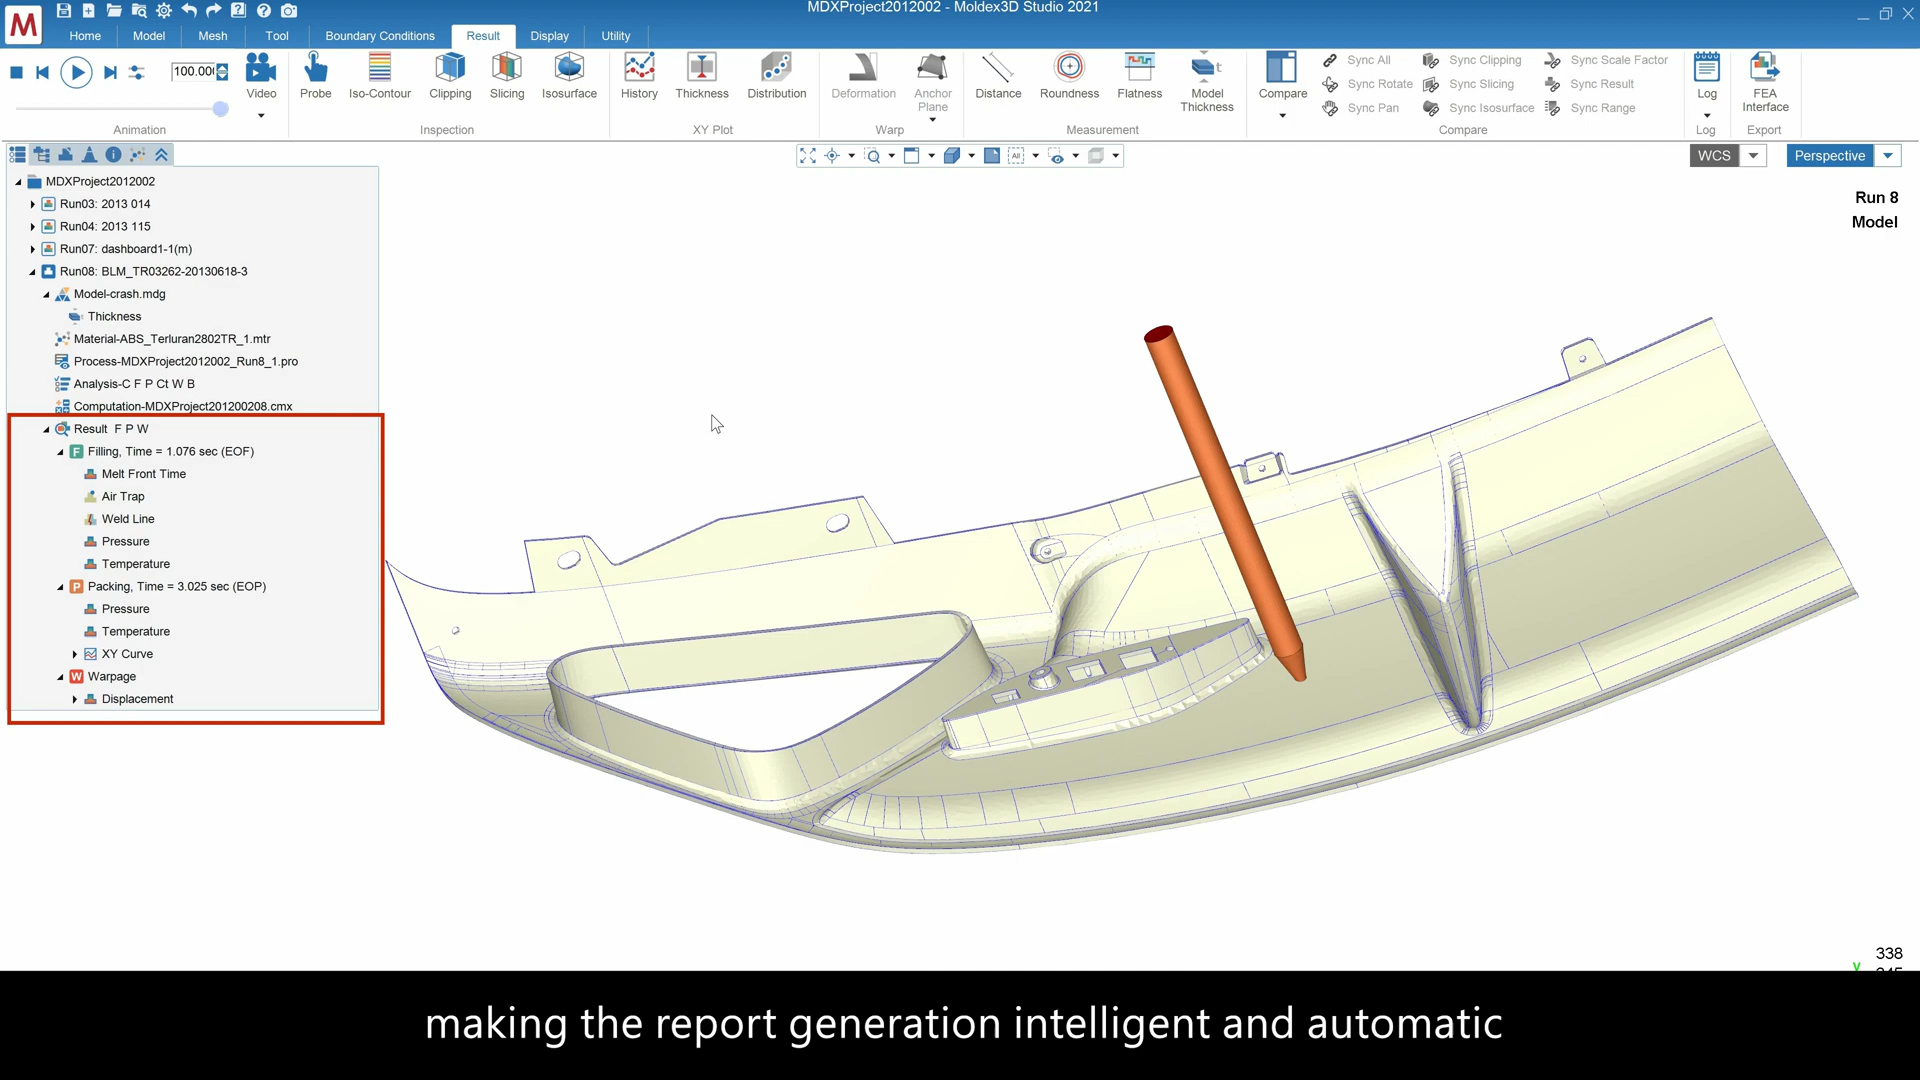 MDXProject2012002 - Moldex3D Studio 2021
M
Home Model Mesh Tool Boundary Conditions Result Display Utility
100.00
Video
Probe
Iso-Contour
Clipping
Slicing
Isosurface
History
Thickness
Distribution
Deformation
Anchor
Plane
Distance
Roundness
Flatness
Model
Thickness
Compare
Sync All
Sync Rotate
Sync Pan
Sync Clipping
Sync Slicing
Sync Isosurface
Sync Scale Factor
Sync Result
Sync Range
Log
FEA
Interface
Animation
Inspection
XY Plot
Warp
Measurement
Compare
Log
Export
All
WCS
Perspective
MDXProject2012002
Run03: 2013 014
Run04: 2013 115
Run07: dashboard1-1(m)
Run08: BLM_TR03262-20130618-3
Model-crash.mdg
Thickness
Material-ABS_Terluran2802TR_1.mtr
Process-MDXProject2012002_Run8_1.pro
Analysis-C F P Ct W B
Computation-MDXProject201200208.cmx
Result F P W
F Filling, Time = 1.076 sec (EOF)
Melt Front Time
Air Trap
Weld Line
Pressure
Temperature
P Packing, Time = 3.025 sec (EOP)
Pressure
Temperature
XY Curve
W Warpage
Displacement
Run 8
Model
338
making the report generation intelligent and automatic